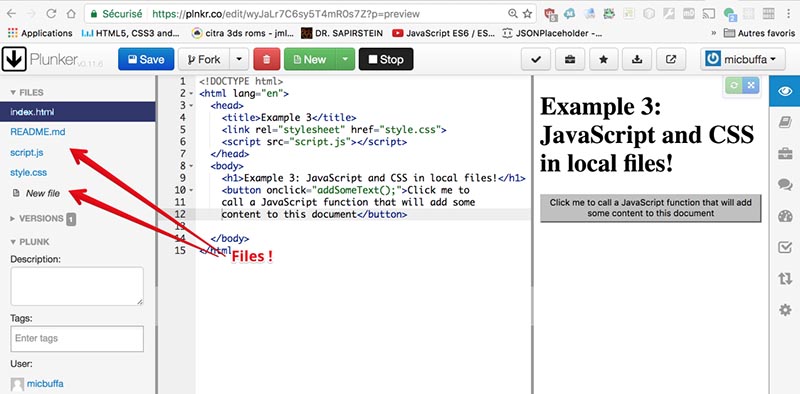 Sécurisé https://plnkr.co/edit/wyJaLr7C6sy5T4mR0s7Z?p=preview
Applications HTML5, CSS3 and... citra 3ds roms - jml... DR. SAPIRSTEIN JavaScript ES6 / ES... JSONPlaceholder -... » Autres favoris
Plunker v0.11.6 Save Fork New Stop micbuffa
FILES
index.html
README.md
script.js
style.css
New file
VERSIONS 1
PLUNK
Description:
Tags:
Enter tags
User:
micbuffa
1 <!DOCTYPE html>
2 <html lang="en">
3 <head>
4 <title>Example 3</title>
5 <link rel="stylesheet" href="style.css">
6 <script src="script.js"></script>
7 </head>
8 <body>
9 <h1>Example 3: JavaScript and CSS in local files!</h1>
10 <button onclick="addSomeText();">Click me to
11 call a JavaScript function that will add some
12 content to this document</button>
13
14 </body>
15 </html>
Files !
Example 3:
JavaScript and CSS
in local files!
Click me to call a JavaScript function that will add
some content to this document